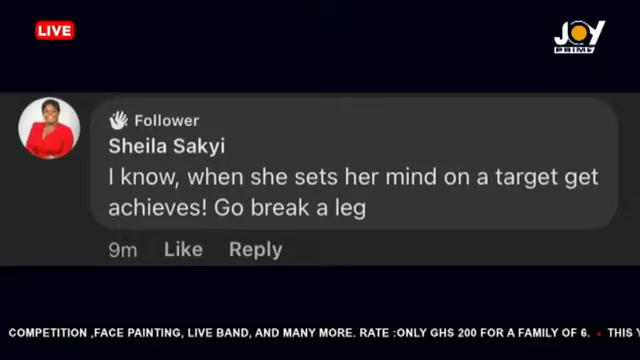 LIVE
JOY
PRIME
Follower
Sheila Sakyi
I know, when she sets her mind on a target get
achieves! Go break a leg
9m Like Reply
COMPETITION ,FACE PAINTING, LIVE BAND, AND MANY MORE. RATE :ONLY GHS 200 FOR A FAMILY OF 6. • THIS Y